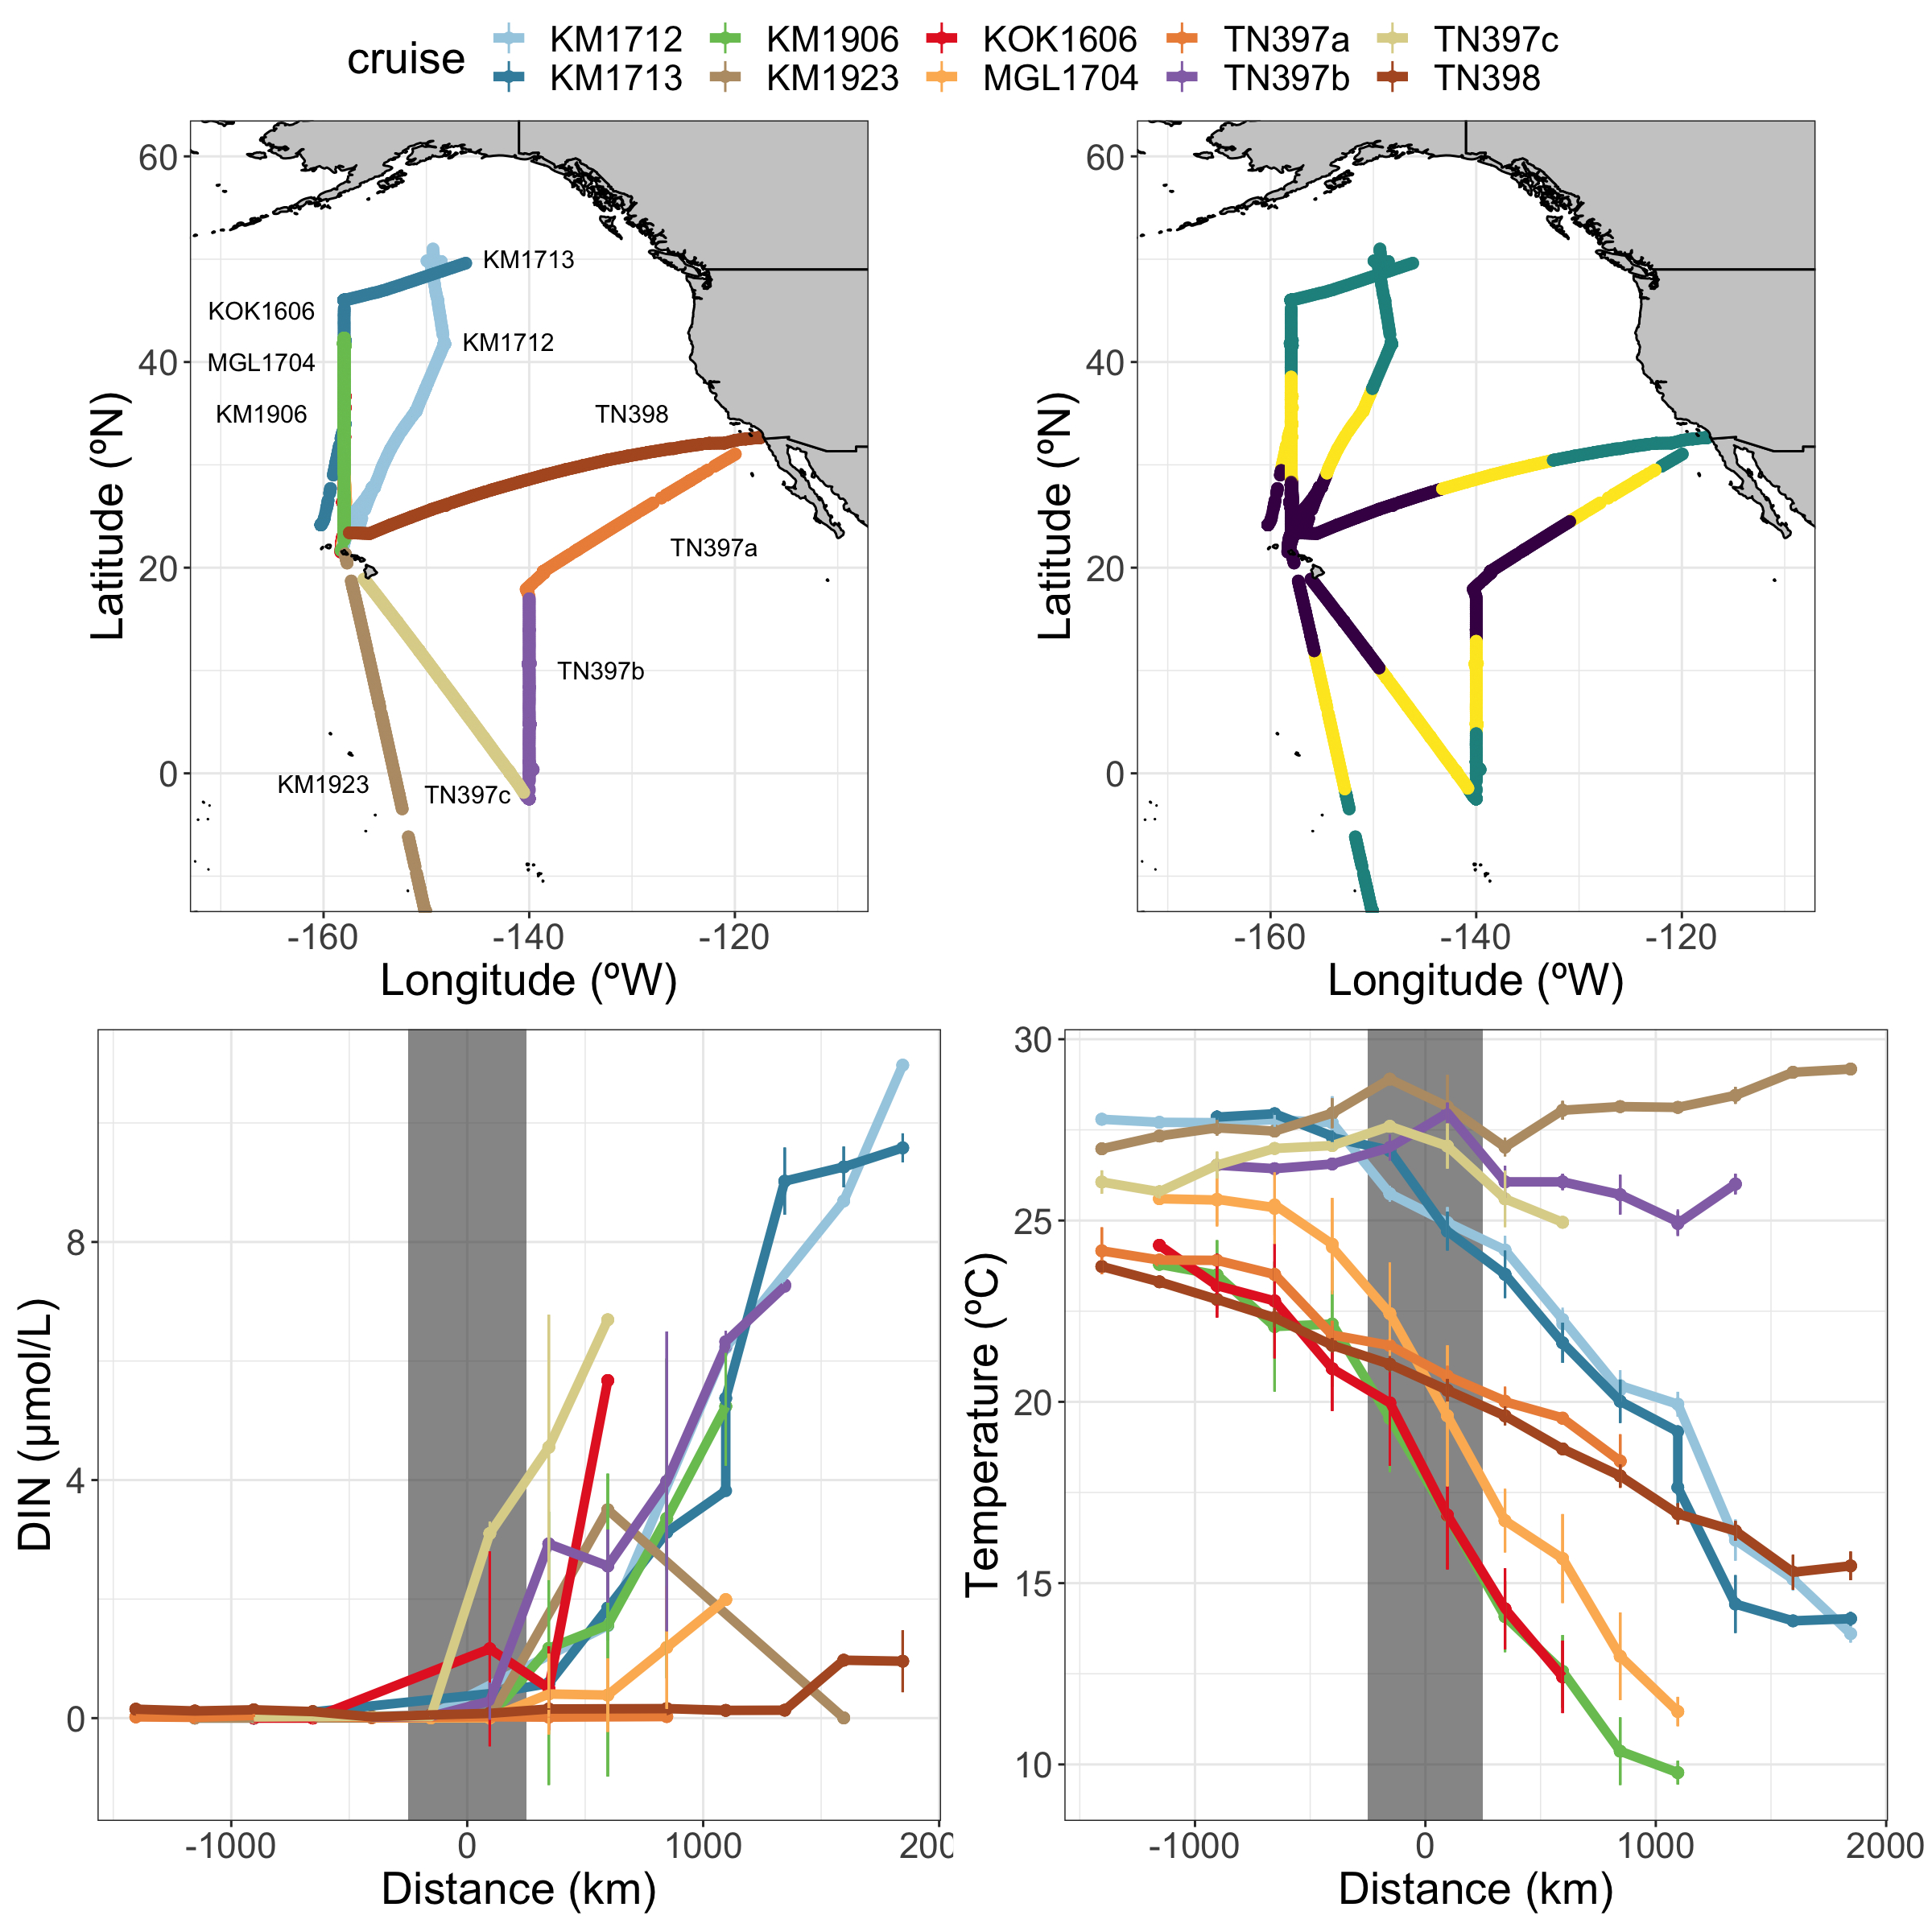 cruise
KM1712 KM1906 KOK1606 TN397a TN397c
KM1713 KM1923 MGL1704 TN397b TN398
60
40
20
0
Latitude (ºN)
KM1713
KOK1606
KM1712
MGL1704
KM1906
TN398
TN397a
TN397b
KM1923
TN397c
-160 -140 -120
Longitude (ºW)
60
40
20
0
Latitude (ºN)
-160 -140 -120
Longitude (ºW)
8
4
0
DIN (µmol/L)
-1000 0 1000 200
Distance (km)
30
25
20
15
10
Temperature (ºC)
-1000 0 1000 2000
Distance (km)